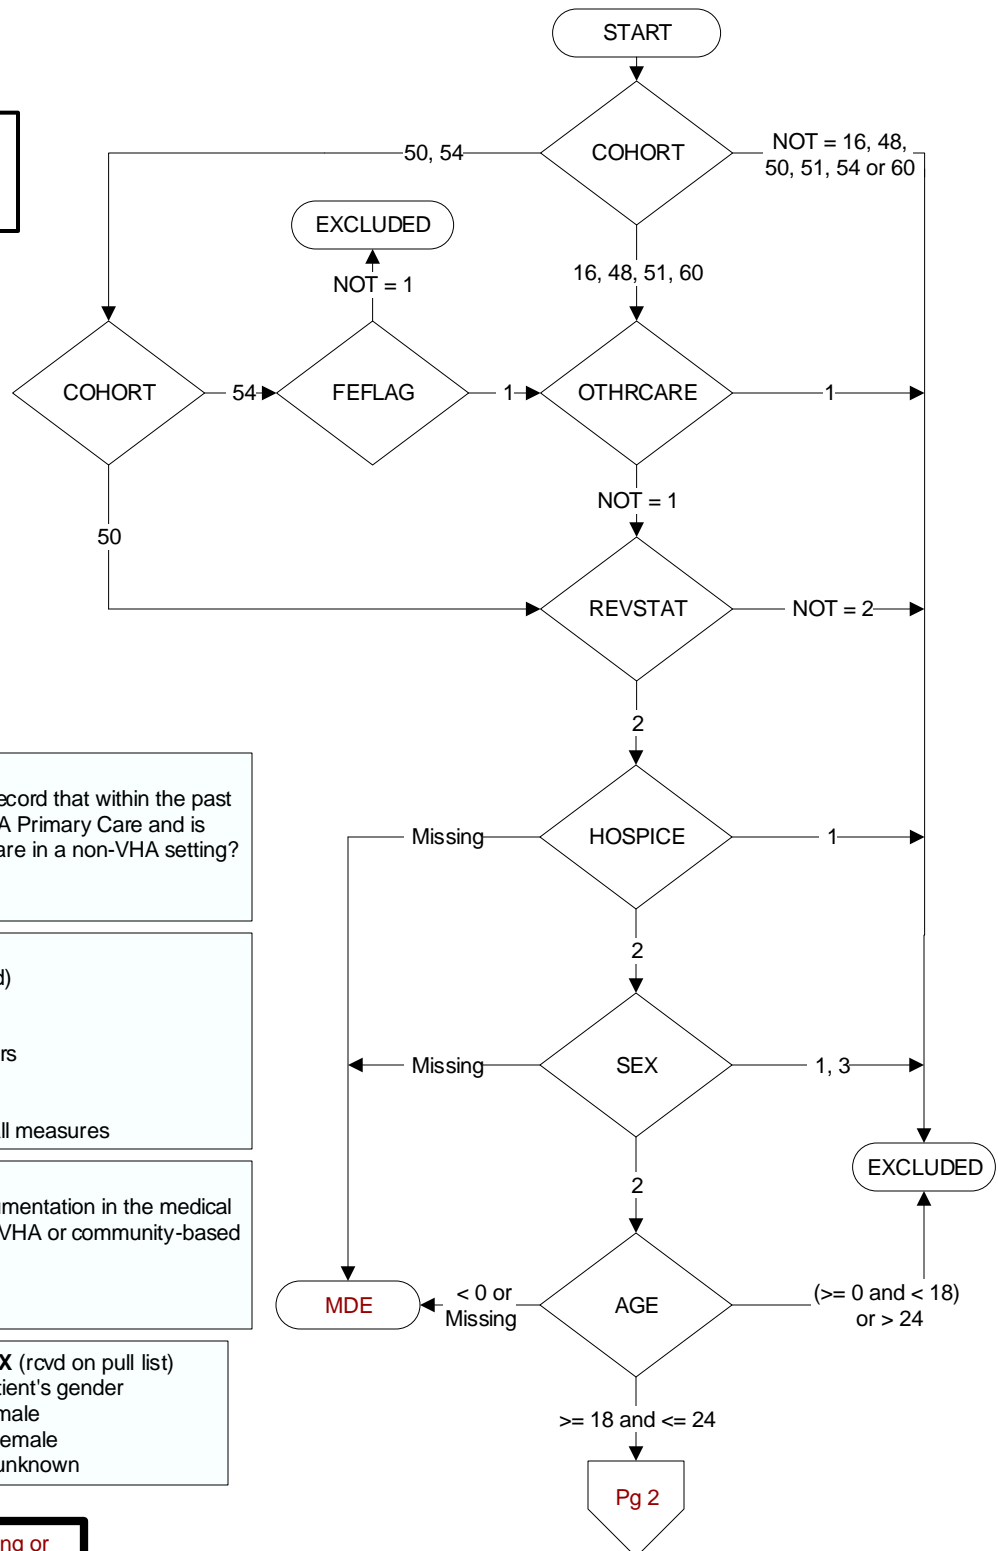 START
COHORT
50, 54
NOT = 16, 48,
50, 51, 54 or 60
EXCLUDED
NOT = 1
16, 48, 51, 60
COHORT
54
FEFLAG
1
OTHRCARE
1
NOT = 1
50
REVSTAT
NOT = 2
2
ecord that within the past
A Primary Care and is
are in a non-VHA setting?
Missing
HOSPICE
1
2
d)
rs
ll measures
Missing
SEX
1, 3
2
EXCLUDED
umentation in the medical
VHA or community-based
MDE
< 0 or
Missing
AGE
(>= 0 and < 18)
or > 24
X (rcvd on pull list)
tient's gender
male
emale
unknown
>= 18 and <= 24
Pg 2
ng or